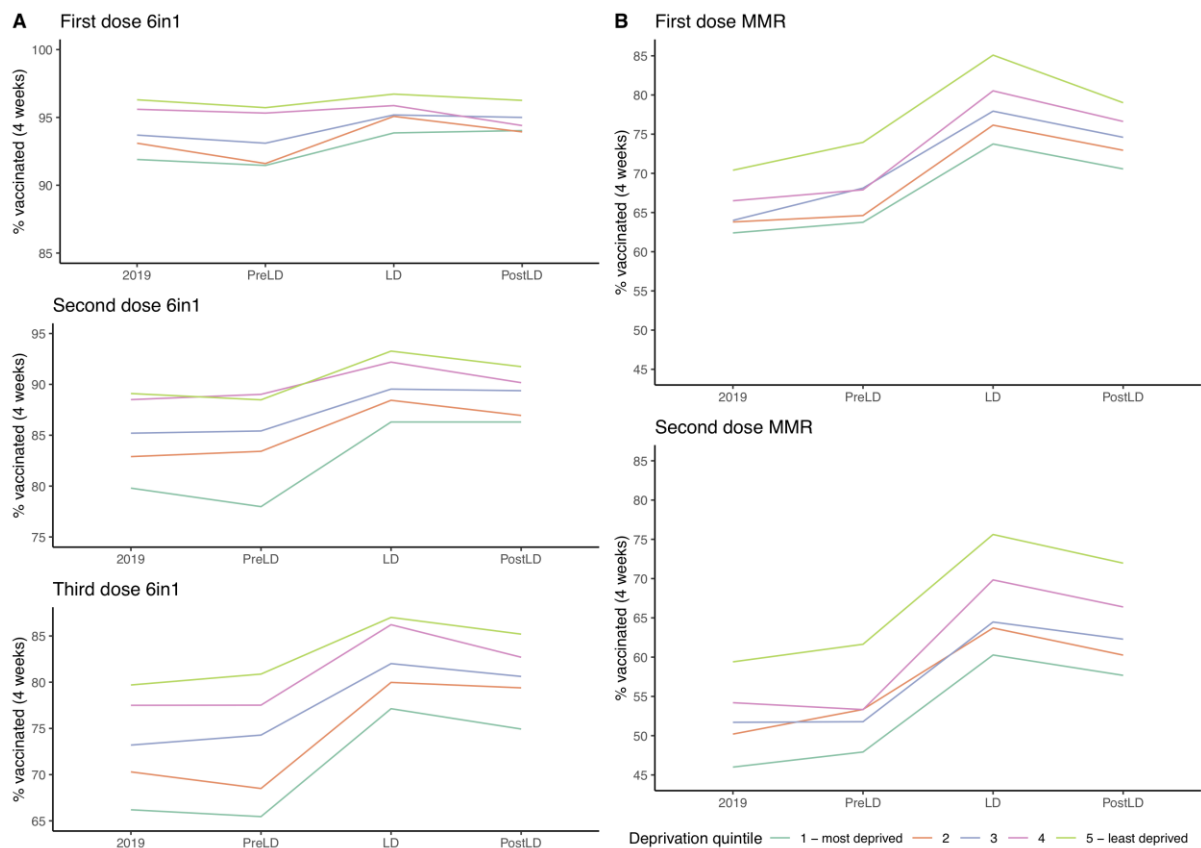 A
First dose 6in1
% vaccinated (4 weeks)
100
95
90
85
2019 PreLD LD PostLD
Second dose 6in1
% vaccinated (4 weeks)
95
90
85
80
75
2019 PreLD LD PostLD
Third dose 6in1
% vaccinated (4 weeks)
85
80
75
70
65
2019 PreLD LD PostLD
B
First dose MMR
% vaccinated (4 weeks)
85
80
75
70
65
60
55
50
45
2019 PreLD LD PostLD
Second dose MMR
% vaccinated (4 weeks)
85
80
75
70
65
60
55
50
45
2019 PreLD LD PostLD
Deprivation quintile 1 – most deprived 2 3 4 5 – least deprived